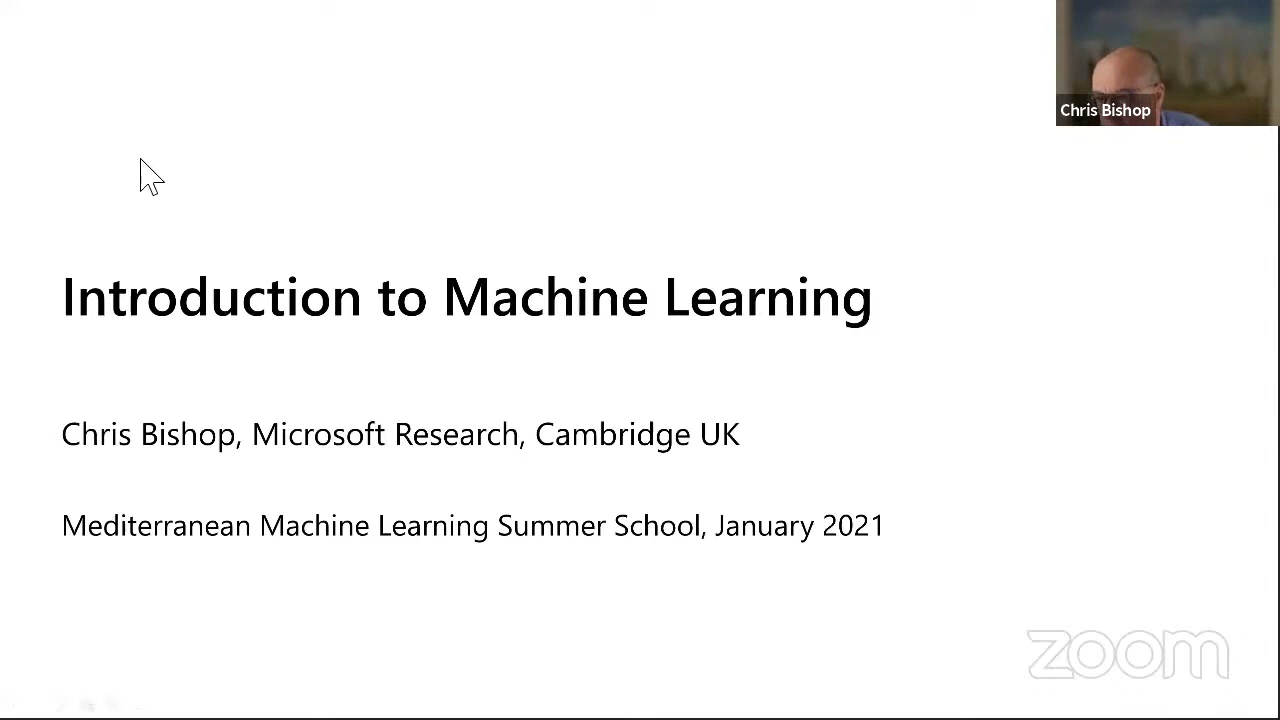 Chris Bishop
Introduction to Machine Learning
Chris Bishop, Microsoft Research, Cambridge UK
Mediterranean Machine Learning Summer School, January 2021
zoom